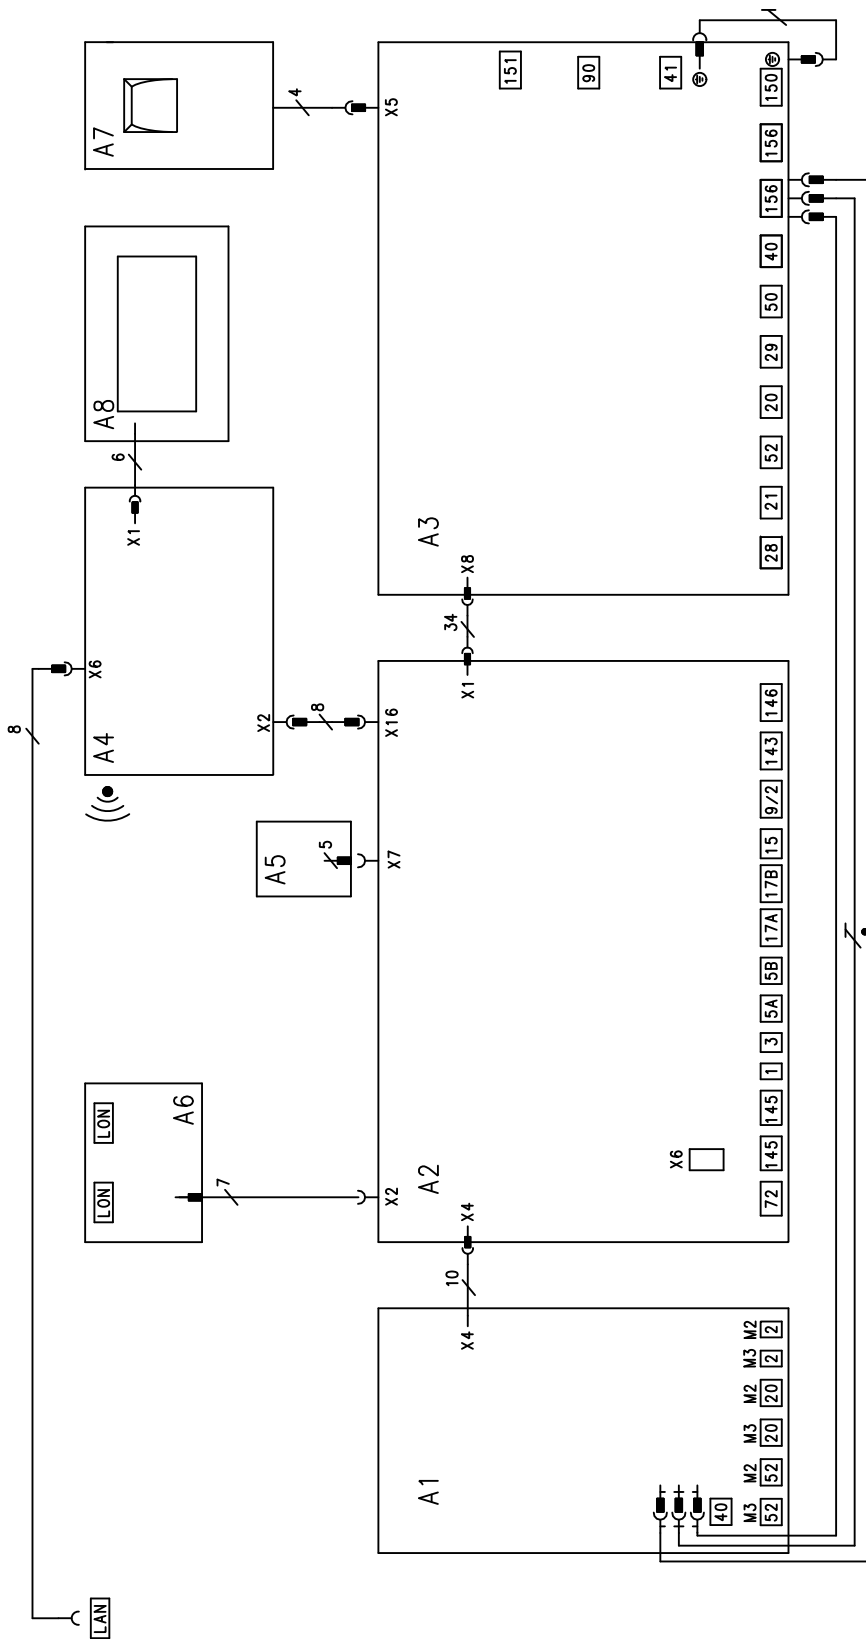 LAN
8
X6
A4
X1
6
A8
A7
4
X5
X2
8
X16
A5
5
X7
LON
LON
A6
7
X2
A1
X4
10
X4
A2
X6
X1
34
X8
A3
151
90
41
40
M3 52
M2 52
M3 20
M2 20
M3 2
M2 2
72
145
145
1
3
5A
5B
17A
17B
15
9/2
143
146
28
21
52
20
29
50
40
156
156
150